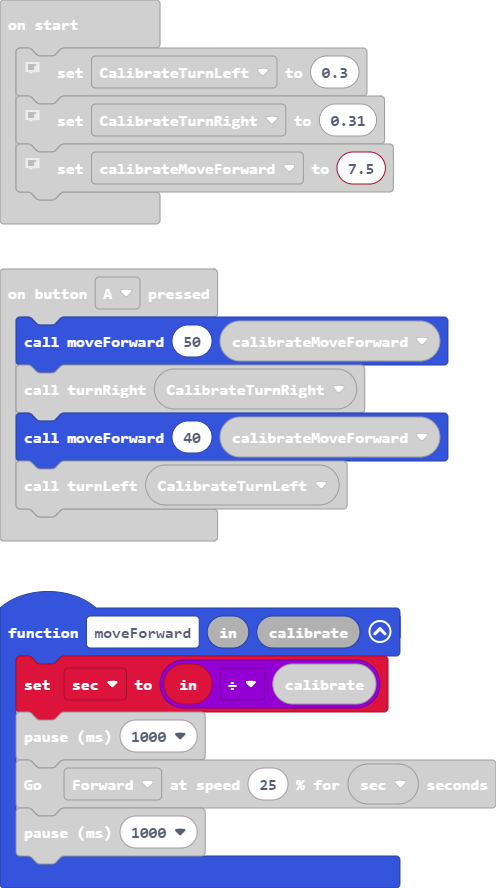 on start
set CalibrateTurnLeft to 0.3
set CalibrateTurnRight to 0.31
set calibrateMoveForward to 7.5
on button A pressed
call moveForward 50 calibrateMoveForward
call turnRight CalibrateTurnRight
call moveForward 40 calibrateMoveForward
call turnLeft CalibrateTurnLeft
function moveForward in calibrate
set sec to in ÷ calibrate
pause (ms) 1000
Go Forward at speed 25 % for sec seconds
pause (ms) 1000